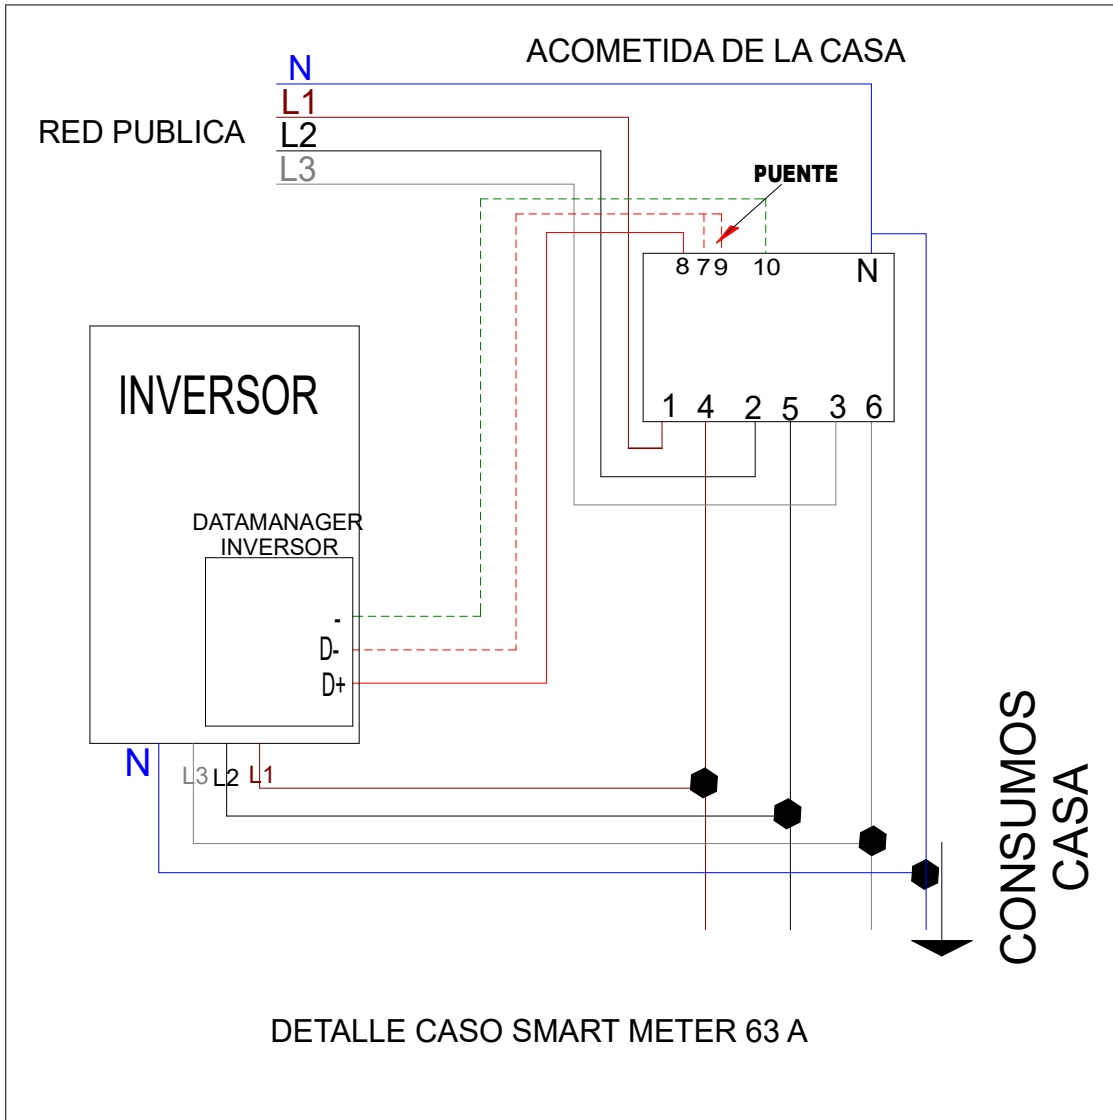 ACOMETIDA DE LA CASA
N
L1
RED PUBLICA
L2
L3
PUENTE
8 7 9 10 N
INVERSOR
1 4 2 5 3 6
DATAMANAGER
INVERSOR
-
D-
D+
N L3 L2 L1
CONSUMOS
CASA
DETALLE CASO SMART METER 63 A